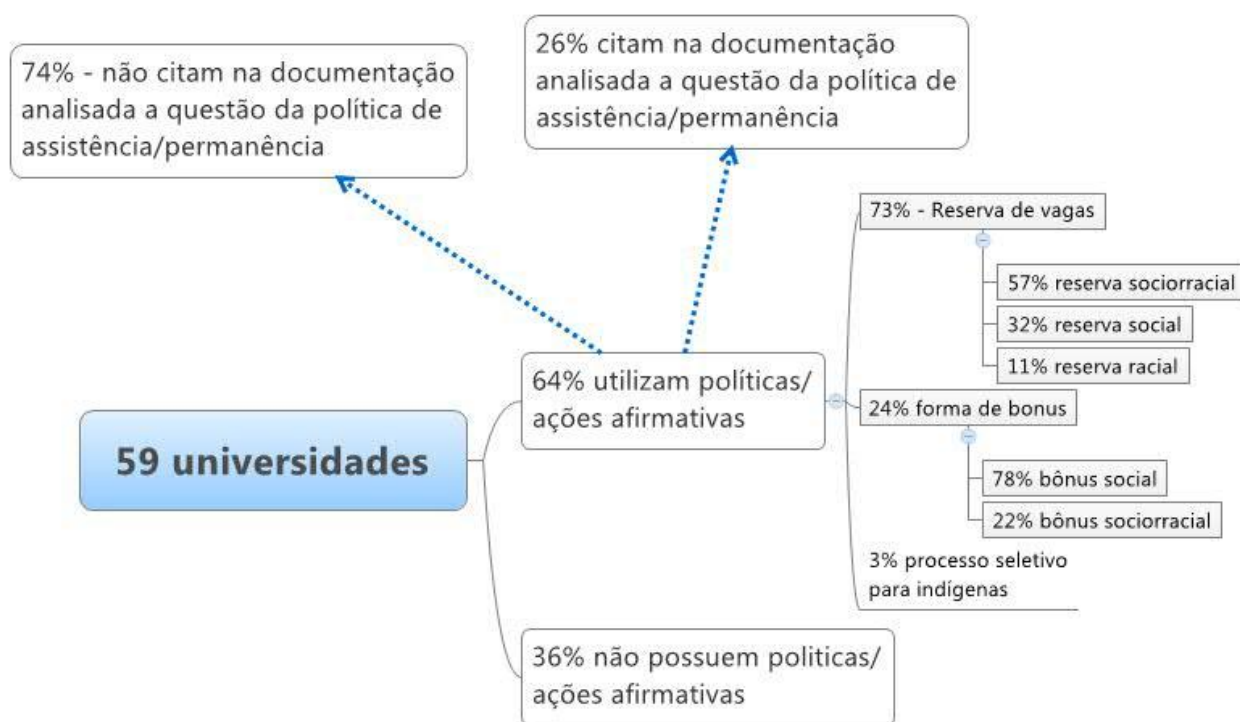 74% - não citam na documentação
analisada a questão da política de
assistência/permanência
26% citam na documentação
analisada a questão da política de
assistência/permanência
73% - Reserva de vagas
57% reserva sociorracial
32% reserva social
11% reserva racial
64% utilizam políticas/
ações afirmativas
24% forma de bonus
59 universidades
78% bônus social
22% bônus sociorracial
3% processo seletivo
para indígenas
36% não possuem politicas/
ações afirmativas